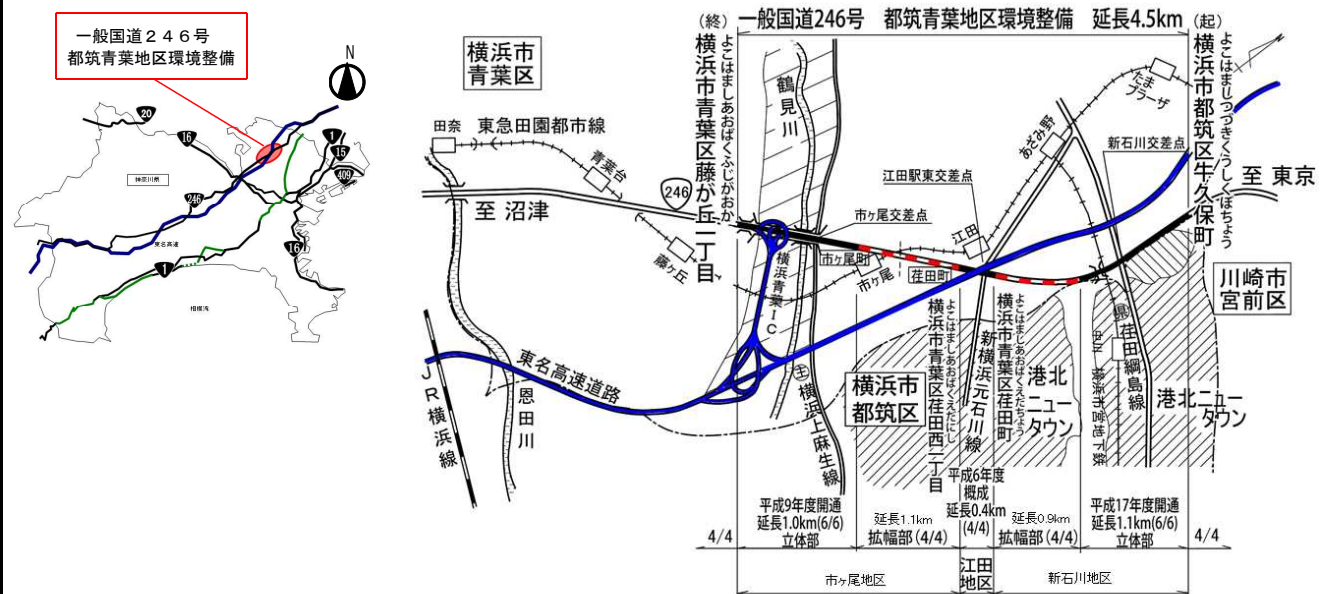 一般国道２４６号
都筑青葉地区環境整備
N
20
16
1
15
409
神奈川県
246
東名高速
16
1
相模湾
(終)
一般国道246号 都筑青葉地区環境整備 延長4.5km
(起)
横浜市青葉区
田奈
東急田園都市線
青葉台
246
至 沼津
藤ヶ丘
よこはましあおばくふじがおか
横浜市青葉区藤が丘二丁目
鶴見川
横浜青葉ＩＣ
市ヶ尾交差点
市ヶ尾町
市ヶ尾
荏田町
江田駅東交差点
江田
あざみ野
たまプラーザ
新石川交差点
よこはましつづきくうしくぼちょう
横浜市都筑区牛久保町
至 東京
川崎市宮前区
ＪＲ横浜線
東名高速道路
恩田川
主 横浜上麻生線
横浜市都筑区
よこはましあおばくえだにし
横浜市青葉区荏田西二丁目
新横浜元石川線
よこはましあおばくえだちょう
横浜市青葉区荏田町
港北ニュータウン
中川
横浜市営地下鉄
県 荏田綱島線
港北ニュータウン
4/4
平成9年度開通
延長1.0km(6/6)
立体部
延長1.1km
拡幅部(4/4)
平成6年度
概成
延長0.4km
(4/4)
延長0.9km
拡幅部(4/4)
平成17年度開通
延長1.1km(6/6)
立体部
4/4
市ヶ尾地区
江田地区
新石川地区